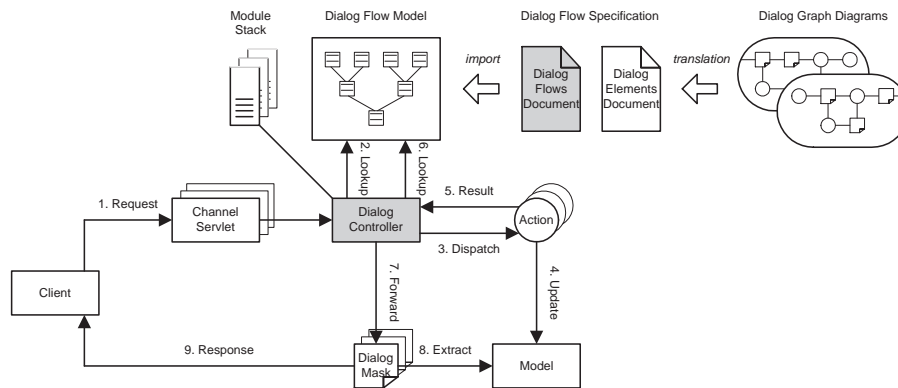 Module
Stack
Dialog Flow Model
Dialog Flow Specification
Dialog Graph Diagrams
import
Dialog
Flows
Document
Dialog
Elements
Document
translation
2. Lookup
6. Lookup
1. Request
Channel
Servlet
Dialog
Controller
5. Result
3. Dispatch
Action
Client
7. Forward
4. Update
9. Response
Dialog
Mask
8. Extract
Model